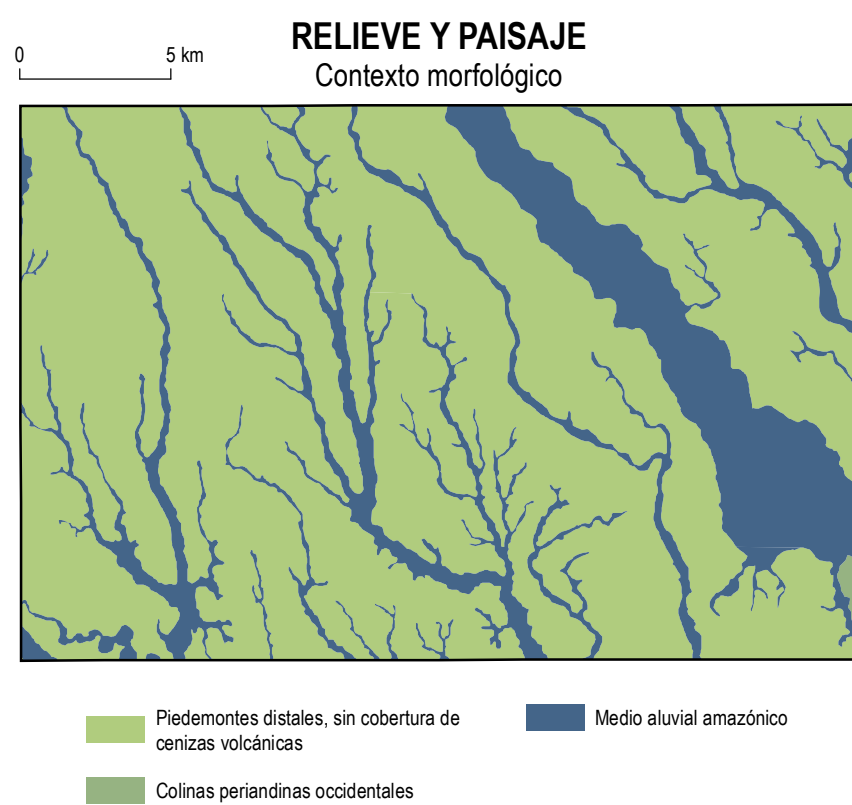 RELIEVE Y PAISAJE
Contexto morfológico
0 5 km
Piedemontes distales, sin cobertura de
cenizas volcánicas
Medio aluvial amazónico
Colinas periandinas occidentales